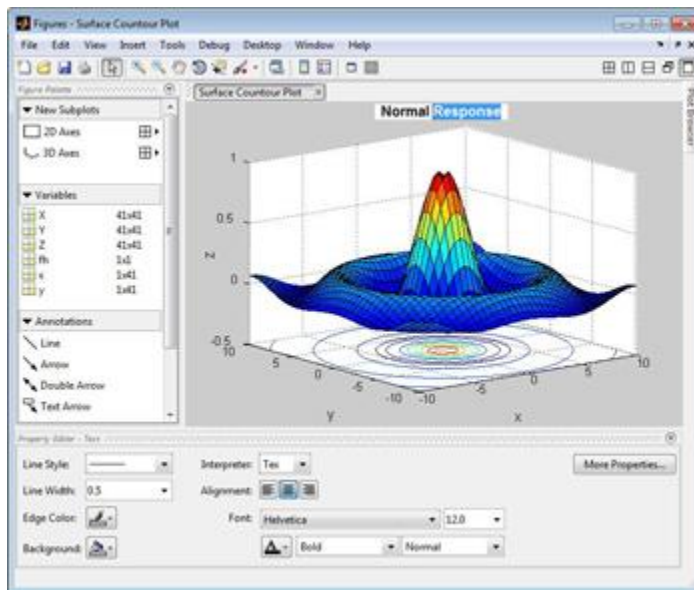 Figures - Surface Countour Plot
File Edit View Insert Tools Debug Desktop Window Help
Figure Palette
Surface Countour Plot
Plot Browser
New Subplots
2D Axes
3D Axes
Variables
X 41x41
Y 41x41
Z 41x41
fh 1x1
x 1x41
y 1x41
Annotations
Line
Arrow
Double Arrow
Text Arrow
Normal Response
1
0.5
0
-0.5
z
10
5
0
-5
-10
y
-10
-5
0
5
10
x
Property Editor - Text
Line Style:
Interpreter: Tex
More Properties...
Line Width: 0.5
Alignment:
Edge Color:
Font: Helvetica 12.0
Background:
Bold Normal